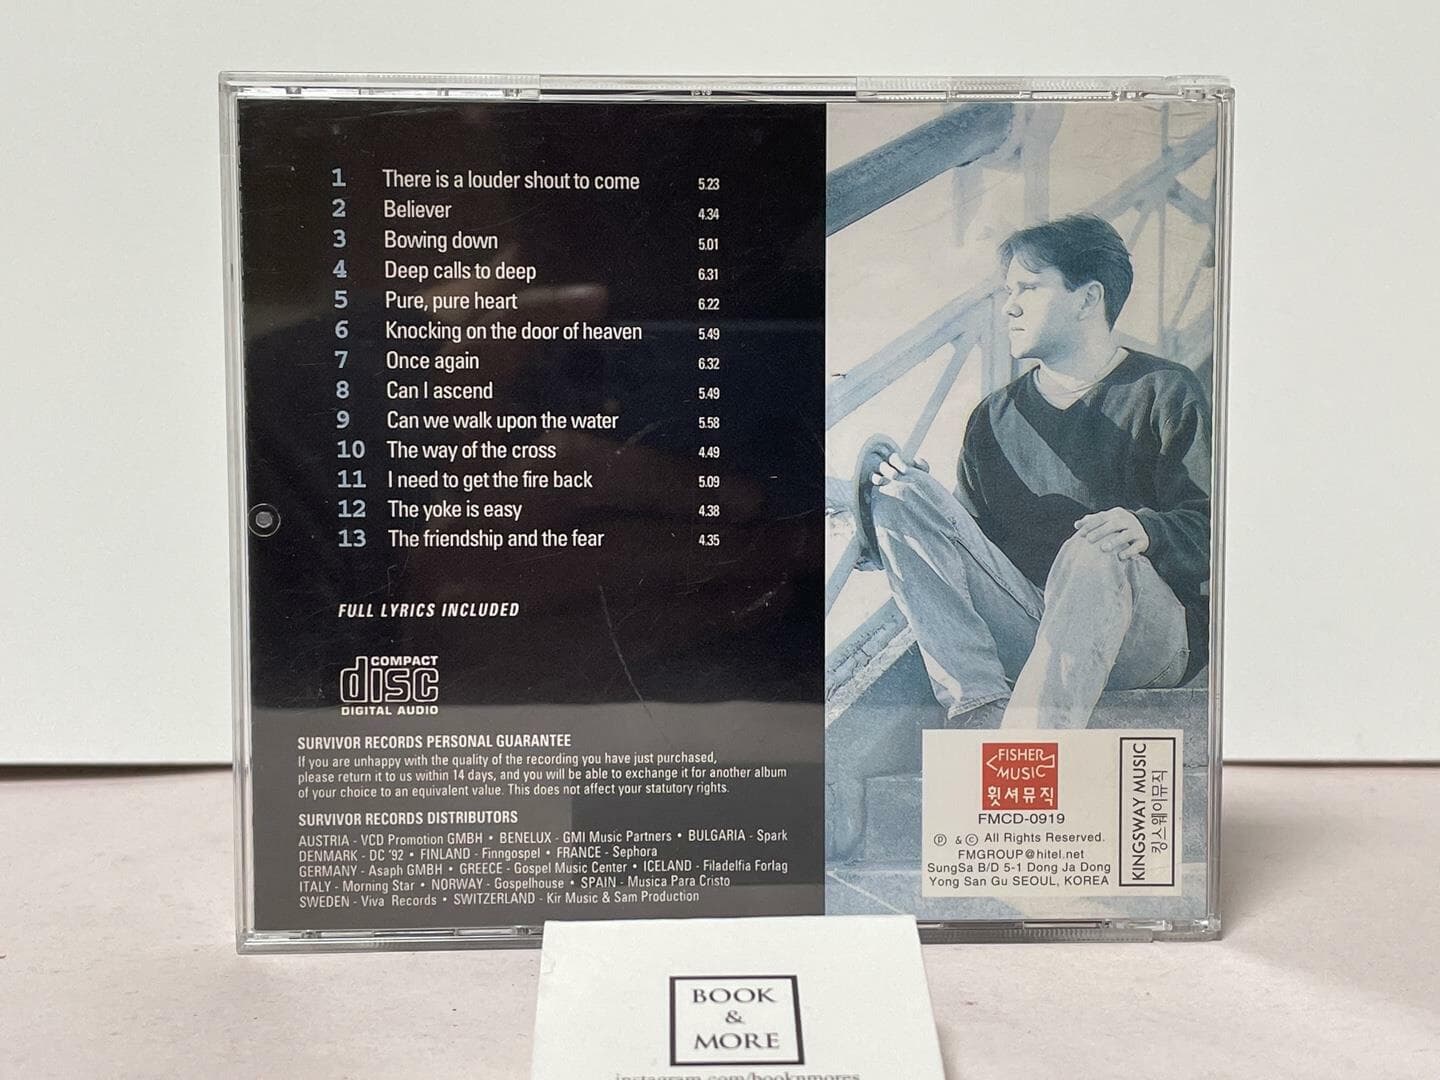 1 There is a louder shout to come 5.23
2 Believer 4.34
3 Bowing down 5.01
4 Deep calls to deep 6.31
5 Pure, pure heart 6.22
6 Knocking on the door of heaven 5.49
7 Once again 6.32
8 Can I ascend 5.49
9 Can we walk upon the water 5.58
10 The way of the cross 4.49
11 I need to get the fire back 5.09
12 The yoke is easy 4.38
13 The friendship and the fear 4.35
FULL LYRICS INCLUDED
COMPACT
disc
DIGITAL AUDIO
SURVIVOR RECORDS PERSONAL GUARANTEE
If you are unhappy with the quality of the recording you have just purchased,
please return it to us within 14 days, and you will be able to exchange it for another album
of your choice to an equivalent value. This does not affect your statutory rights.
SURVIVOR RECORDS DISTRIBUTORS
AUSTRIA - VCD Promotion GMBH • BENELUX - GMI Music Partners • BULGARIA - Spark
DENMARK - DC '92 • FINLAND - Finngospel • FRANCE - Sephora
GERMANY - Asaph GMBH • GREECE - Gospel Music Center • ICELAND - Filadelfia Forlag
ITALY - Morning Star • NORWAY - Gospelhouse • SPAIN - Musica Para Cristo
SWEDEN - Viva Records • SWITZERLAND - Kir Music & Sam Production
FISHER
MUSIC
휫셔뮤직
FMCD-0919
Ⓟ & © All Rights Reserved.
FMGROUP@hitel.net
SungSa B/D 5-1 Dong Ja Dong
Yong San Gu SEOUL, KOREA
KINGSWAY MUSIC
킹스웨이뮤직
BOOK
&
MORE
instagram.com/booknmores